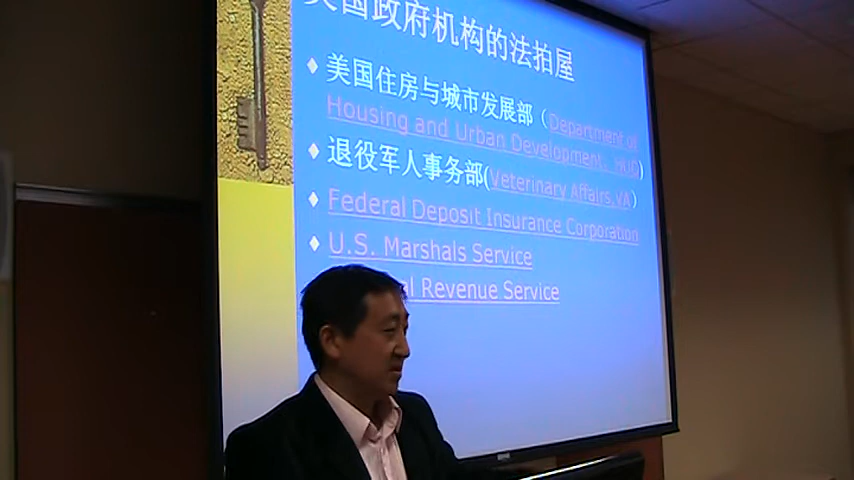 美国政府机构的法拍屋
美国住房与城市发展部（Department of
Housing and Urban Development, HUD)
退役军人事务部(Veterinary Affairs,VA）
Federal Deposit Insurance Corporation
U.S. Marshals Service
al Revenue Service